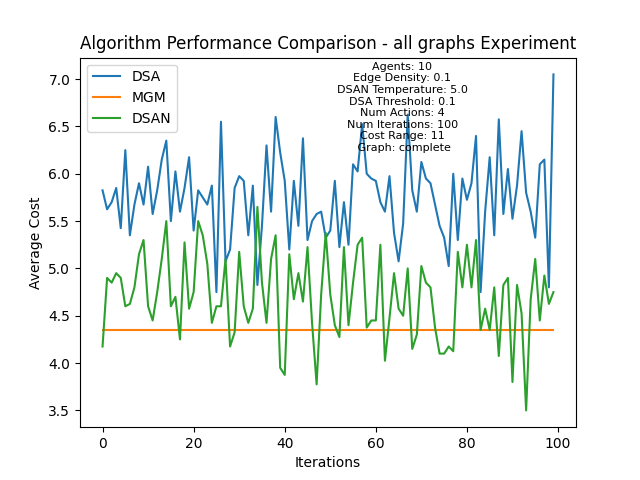 Algorithm Performance Comparison - all graphs Experiment
DSA
MGM
DSAN
Agents: 10
Edge Density: 0.1
DSAN Temperature: 5.0
DSA Threshold: 0.1
Num Actions: 4
Num Iterations: 100
Cost Range: 11
Graph: complete
7.0
6.5
6.0
5.5
5.0
4.5
4.0
3.5
Average Cost
0 20 40 60 80 100
Iterations